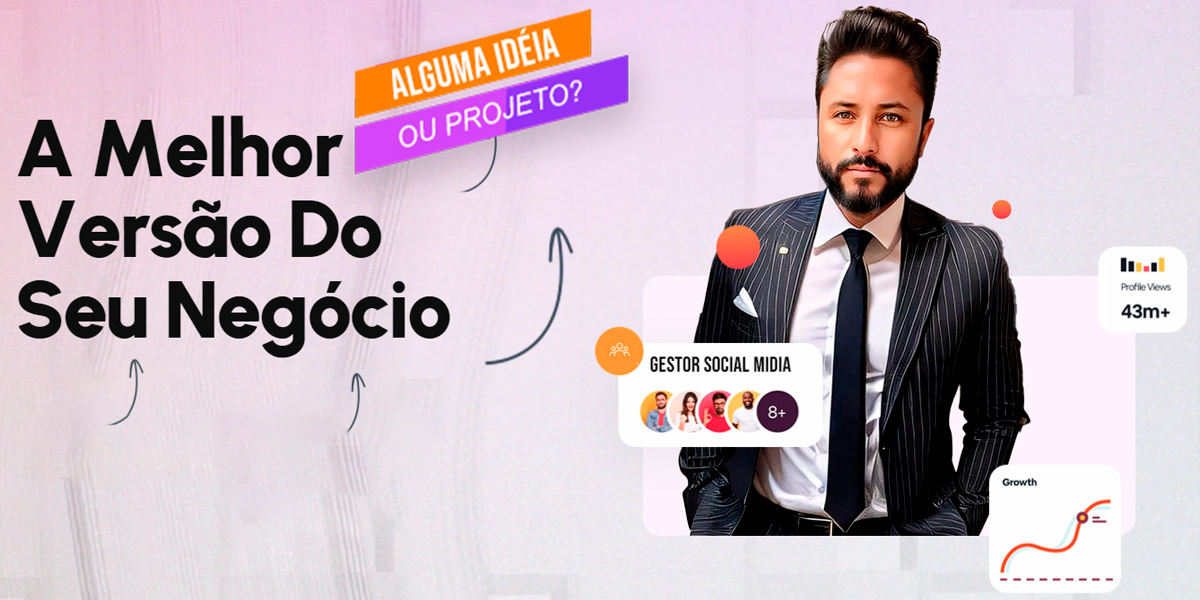 ALGUMA IDÉIA
OU PROJETO?
A Melhor
Versão Do
Seu Negócio
Profile Views
43m+
GESTOR SOCIAL MIDIA
8+
Growth